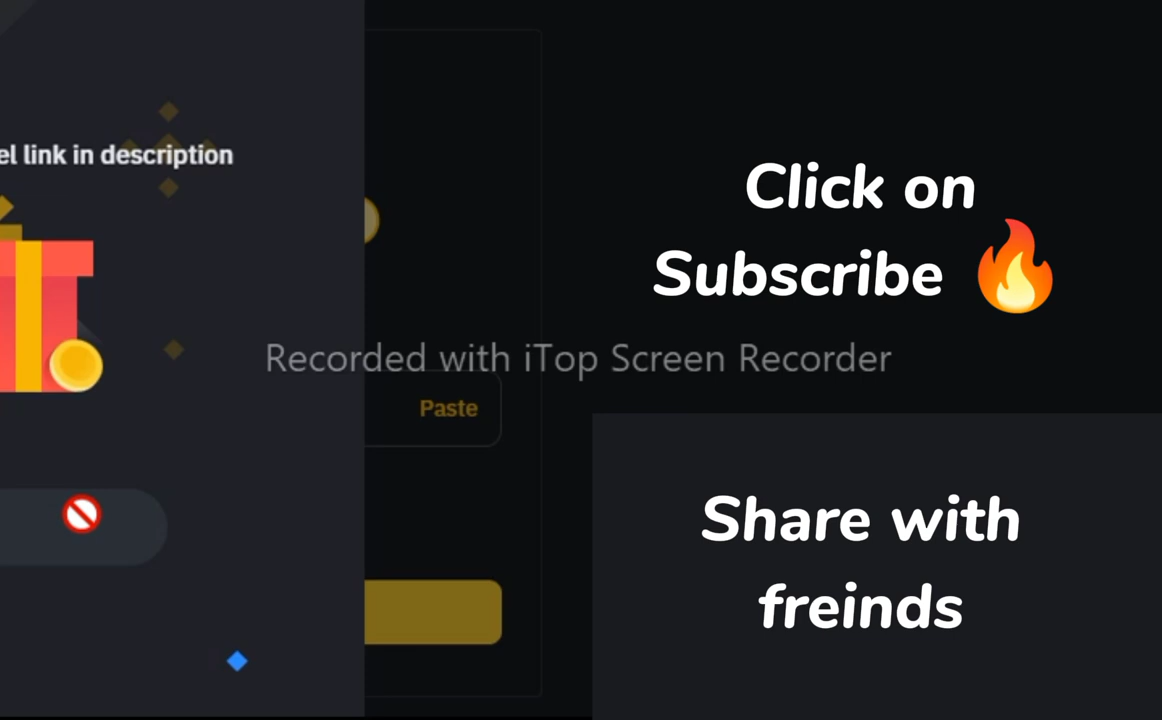 el link in description
Click on
Subscribe 🔥
Recorded with iTop Screen Recorder
Paste
Share with
freinds